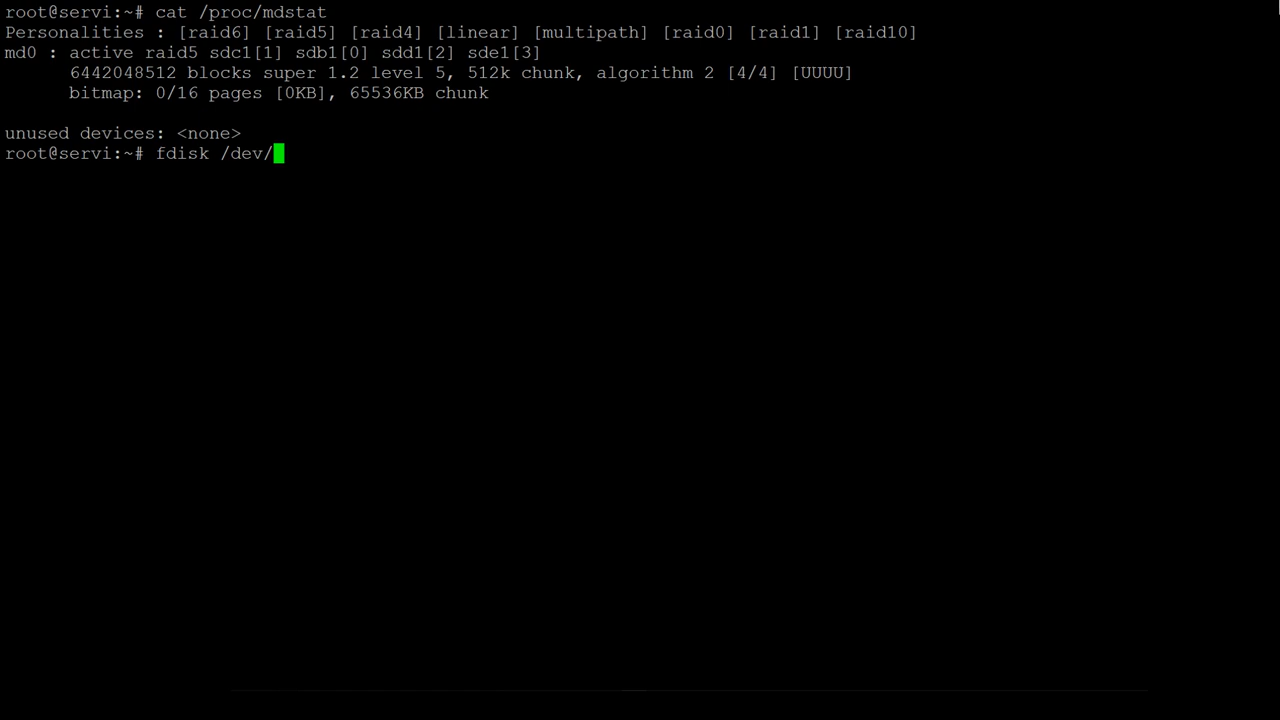 root@servi:~# cat /proc/mdstat
Personalities : [raid6] [raid5] [raid4] [linear] [multipath] [raid0] [raid1] [raid10]
md0 : active raid5 sdc1[1] sdb1[0] sdd1[2] sde1[3]
      6442048512 blocks super 1.2 level 5, 512k chunk, algorithm 2 [4/4] [UUUU]
      bitmap: 0/16 pages [0KB], 65536KB chunk

unused devices: <none>
root@servi:~# fdisk /dev/